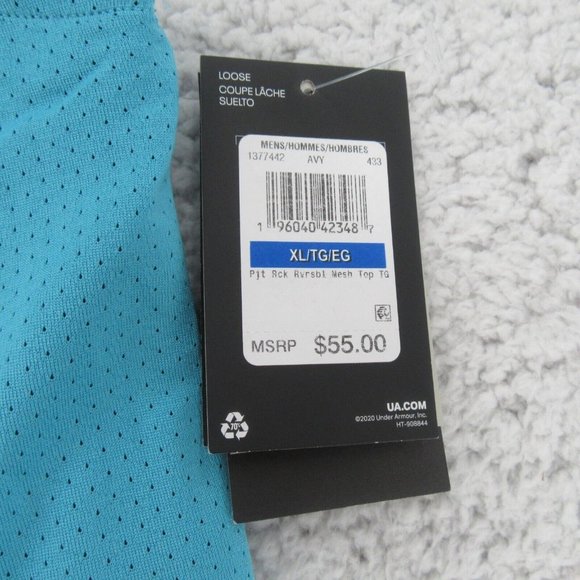 LOOSE
COUPE LÂCHE
SUELTO
MENS/HOMMES/HOMBRES
1377442 AVY 433
1 96040 42348 7
XL/TG/EG
Pjt Rck Rvrsbl Mesh Top TG
MSRP $55.00
70%
UA.COM
©2020 Under Armour, Inc.
HT-908844